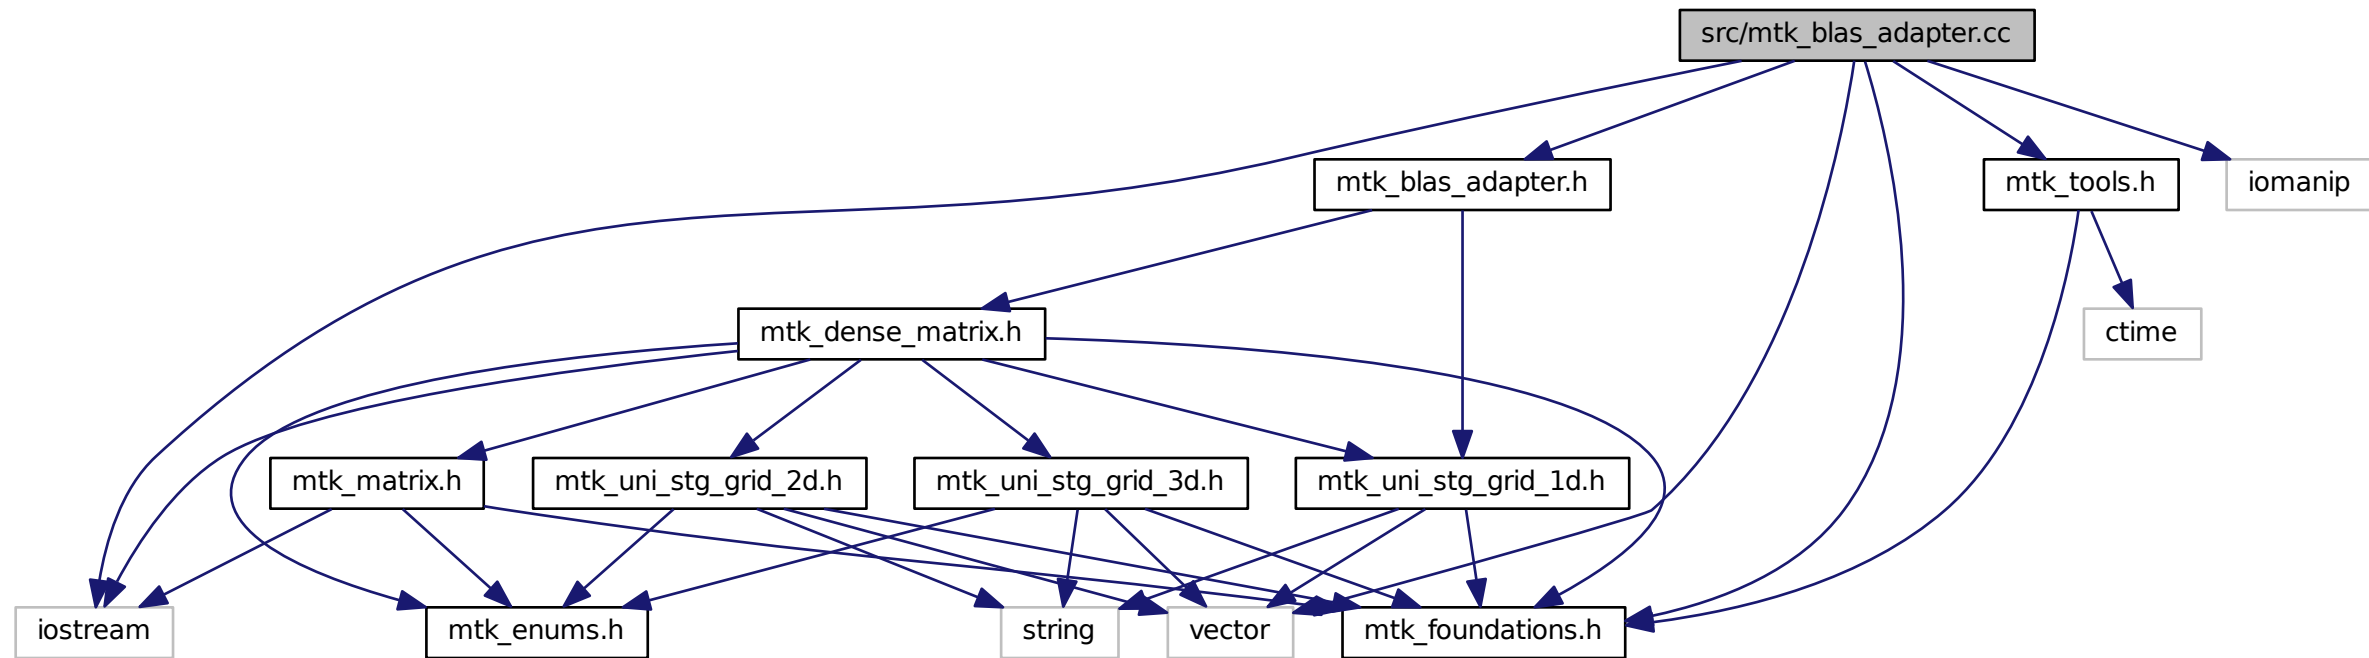 src/mtk_blas_adapter.cc
mtk_blas_adapter.h
mtk_tools.h
iomanip
mtk_dense_matrix.h
ctime
mtk_matrix.h
mtk_uni_stg_grid_2d.h
mtk_uni_stg_grid_3d.h
mtk_uni_stg_grid_1d.h
iostream
mtk_enums.h
string
vector
mtk_foundations.h